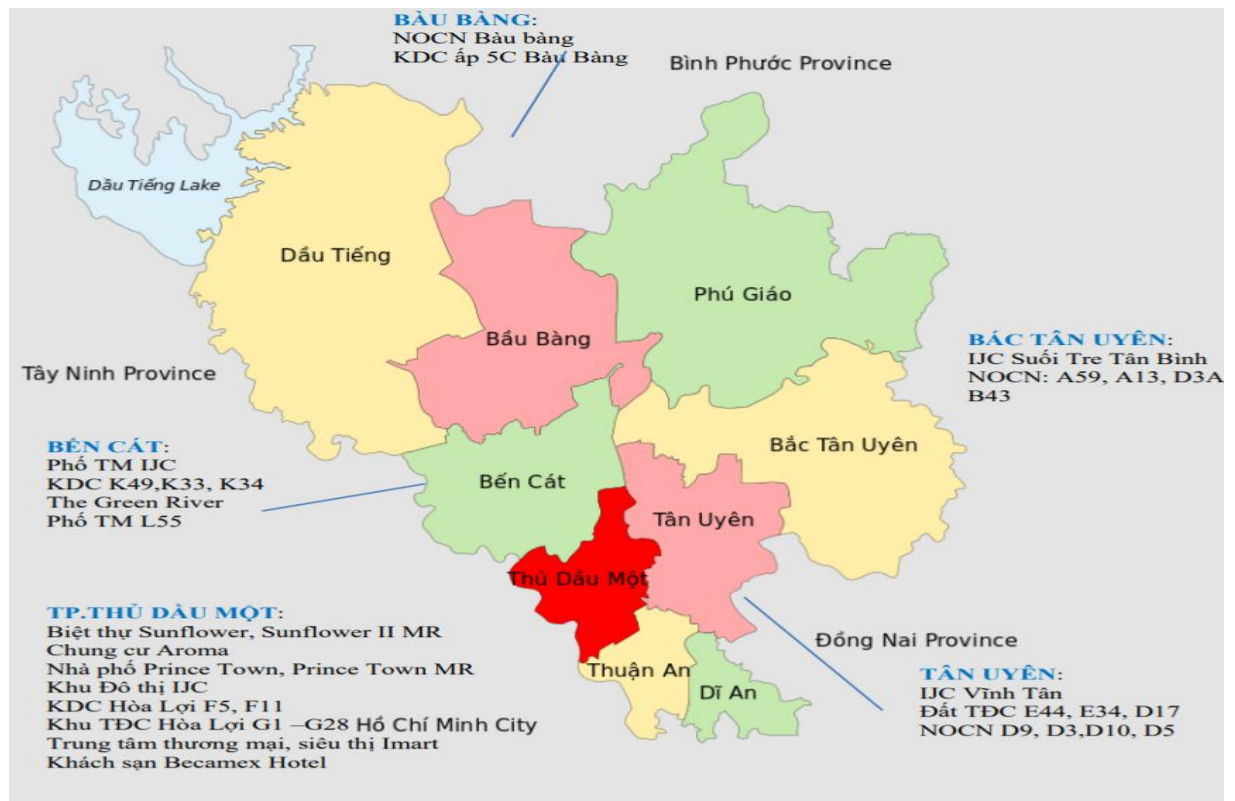 BÀU BÀNG:
NOCN Bàu bàng
KDC ấp 5C Bàu Bàng
Bình Phước Province
Dầu Tiếng Lake
Dầu Tiếng
Phú Giáo
Bầu Bàng
BÁC TÂN UYÊN:
IJC Suối Tre Tân Bình
NOCN: A59, A13, D3A
B43
Tây Ninh Province
BẾN CÁT:
Phố TM IJC
KDC K49,K33, K34
The Green River
Phố TM L55
Bắc Tân Uyên
Bến Cát
Tân Uyên
Thủ Dầu Một
TP.THỦ DẦU MỘT:
Biệt thự Sunflower, Sunflower II MR
Chung cư Aroma
Nhà phố Prince Town, Prince Town MR
Khu Đô thị IJC
KDC Hòa Lợi F5, F11
Khu TĐC Hòa Lợi G1 –G28
Trung tâm thương mại, siêu thị Imart
Khách sạn Becamex Hotel
Hồ Chí Minh City
Thuận An
Dĩ An
Đồng Nai Province
TÂN UYÊN:
IJC Vĩnh Tân
Đất TĐC E44, E34, D17
NOCN D9, D3,D10, D5